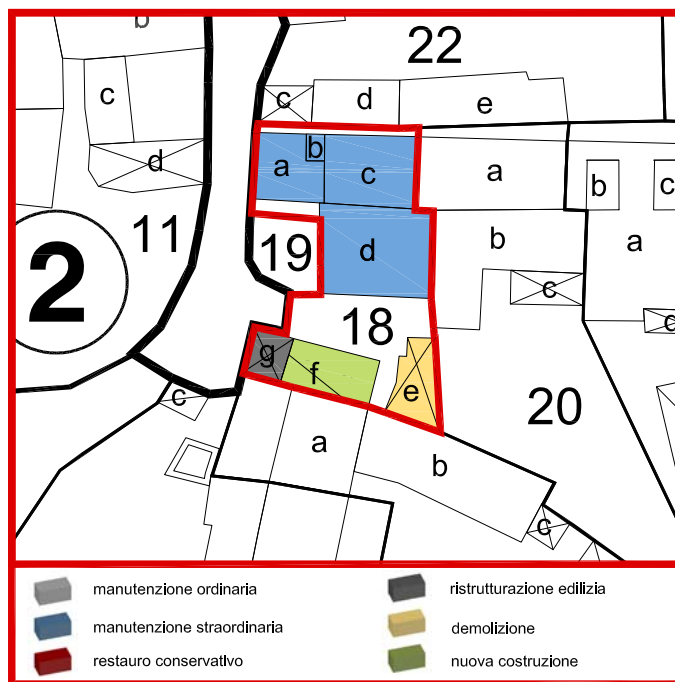 b
22
c
c
d
e
d
b
a
c
a
b
c
11
19
d
b
a
2
c
18
c
g
f
e
c
20
a
b
c
manutenzione ordinaria
ristrutturazione edilizia
manutenzione straordinaria
demolizione
restauro conservativo
nuova costruzione